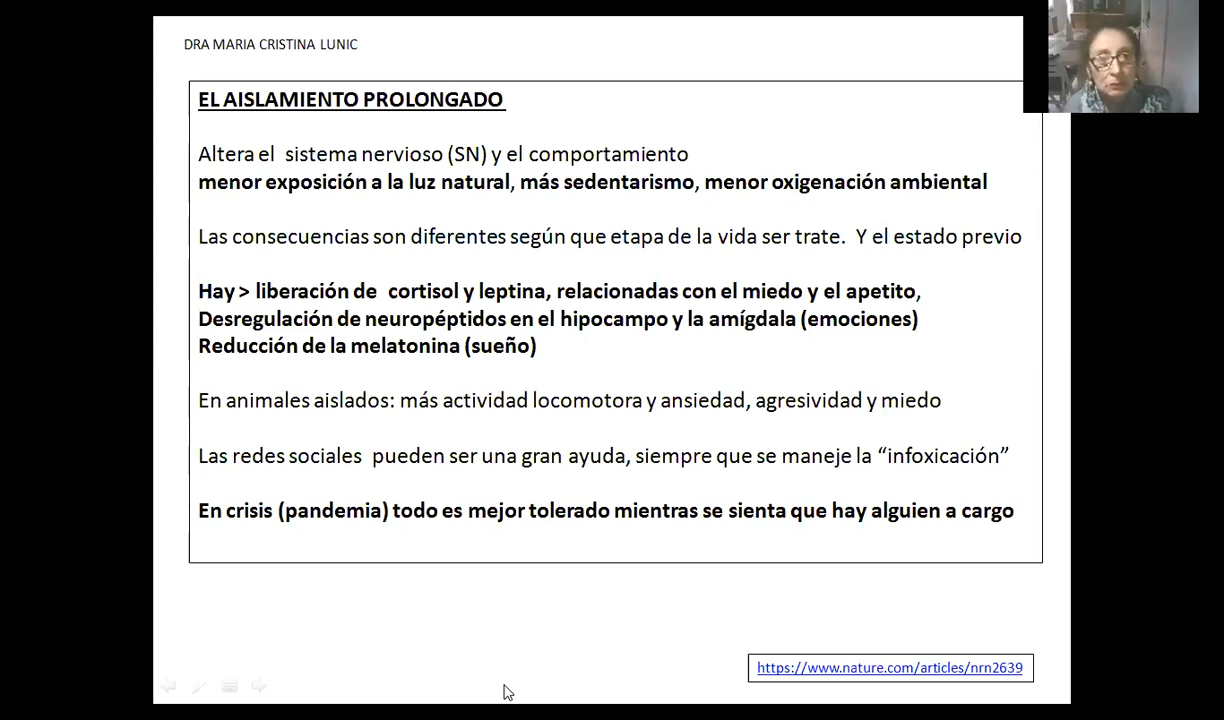 DRA MARIA CRISTINA LUNIC
EL AISLAMIENTO PROLONGADO
Altera el sistema nervioso (SN) y el comportamiento
menor exposición a la luz natural, más sedentarismo, menor oxigenación ambiental
Las consecuencias son diferentes según que etapa de la vida ser trate. Y el estado previo
Hay > liberación de cortisol y leptina, relacionadas con el miedo y el apetito,
Desregulación de neuropéptidos en el hipocampo y la amígdala (emociones)
Reducción de la melatonina (sueño)
En animales aislados: más actividad locomotora y ansiedad, agresividad y miedo
Las redes sociales pueden ser una gran ayuda, siempre que se maneje la “infoxicación”
En crisis (pandemia) todo es mejor tolerado mientras se sienta que hay alguien a cargo
https://www.nature.com/articles/nrn2639